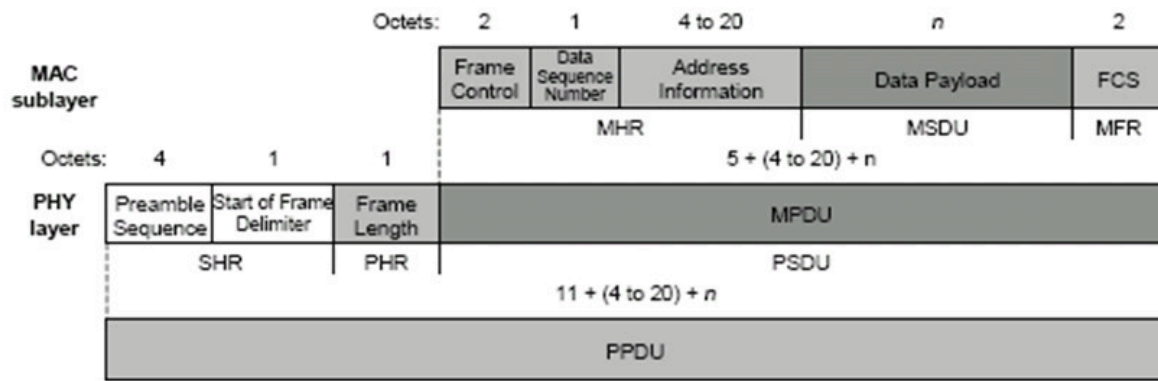 Octets: 2 1 4 to 20 n 2
MAC sublayer
Frame Control
Data Sequence Number
Address Information
Data Payload
FCS
MHR MSDU MFR
Octets: 4 1 1 5 + (4 to 20) + n
PHY layer
Preamble Sequence
Start of Frame Delimiter
Frame Length
MPDU
SHR PHR PSDU
11 + (4 to 20) + n
PPDU